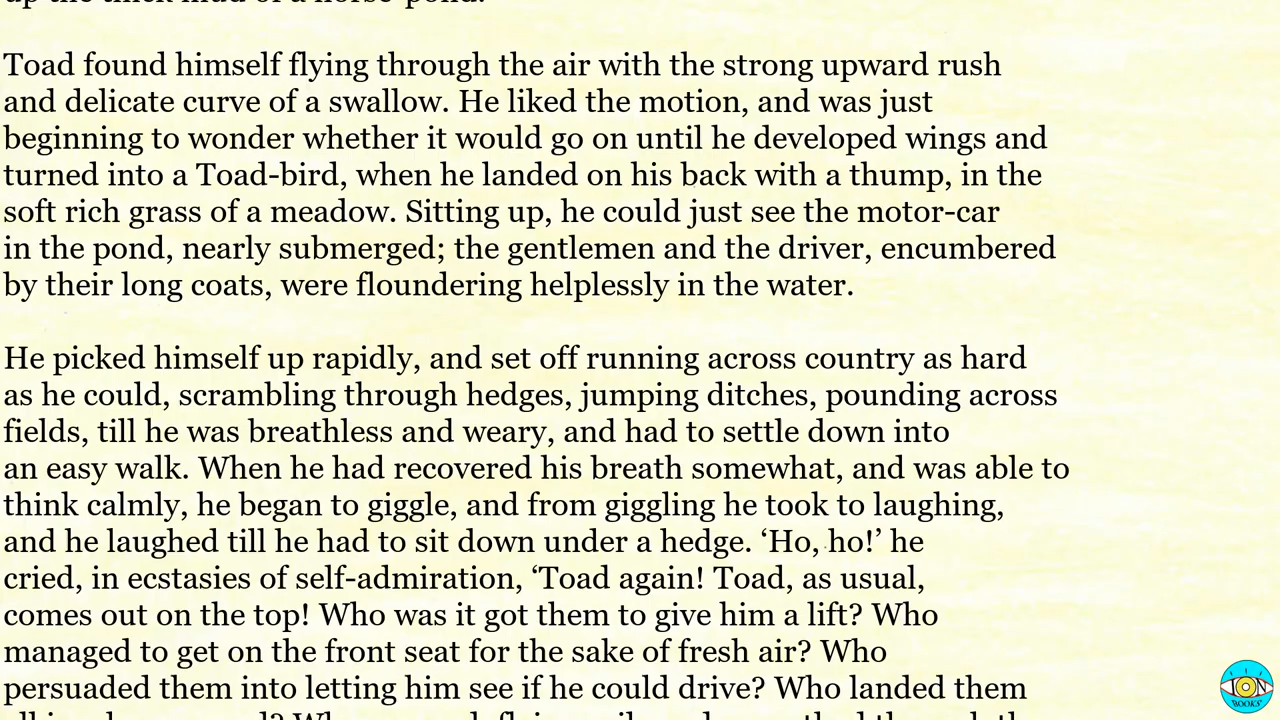 Toad found himself flying through the air with the strong upward rush
and delicate curve of a swallow. He liked the motion, and was just
beginning to wonder whether it would go on until he developed wings and
turned into a Toad-bird, when he landed on his back with a thump, in the
soft rich grass of a meadow. Sitting up, he could just see the motor-car
in the pond, nearly submerged; the gentlemen and the driver, encumbered
by their long coats, were floundering helplessly in the water.
He picked himself up rapidly, and set off running across country as hard
as he could, scrambling through hedges, jumping ditches, pounding across
fields, till he was breathless and weary, and had to settle down into
an easy walk. When he had recovered his breath somewhat, and was able to
think calmly, he began to giggle, and from giggling he took to laughing,
and he laughed till he had to sit down under a hedge. ‘Ho, ho!’ he
cried, in ecstasies of self-admiration, ‘Toad again! Toad, as usual,
comes out on the top! Who was it got them to give him a lift? Who
managed to get on the front seat for the sake of fresh air? Who
persuaded them into letting him see if he could drive? Who landed them
ION
BOOKS